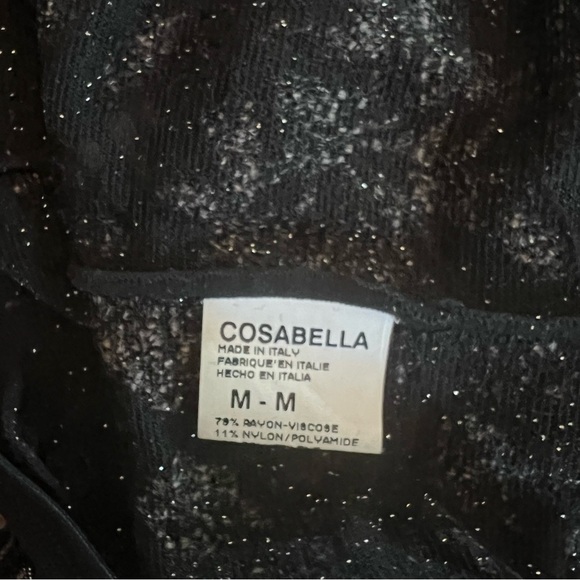 COSABELLA
MADE IN ITALY
FABRIQUE'EN ITALIE
HECHO EN ITALIA
M - M
79% RAYON-VISCOSE
11% NYLON/POLYAMIDE